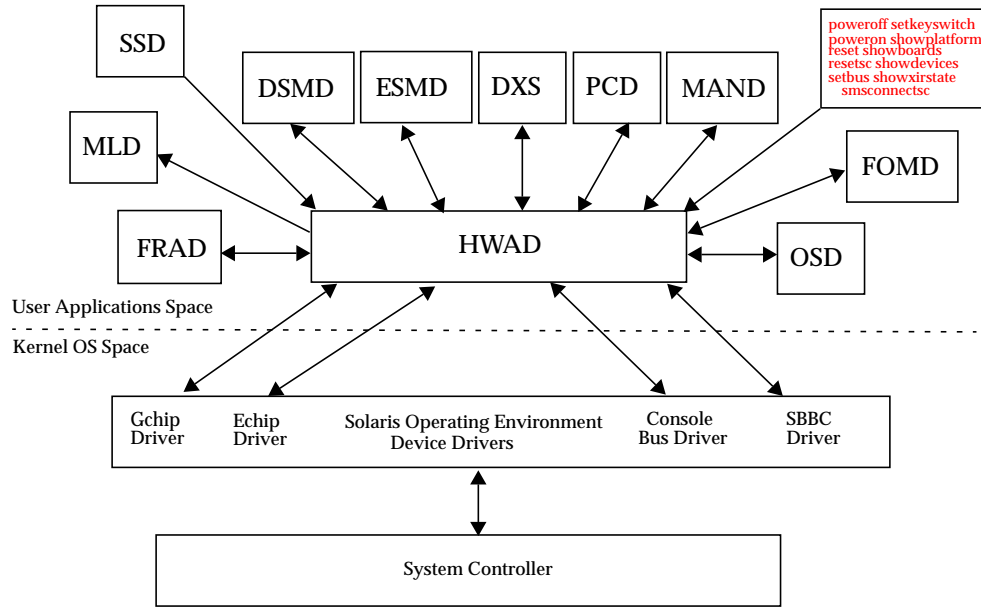 SSD
poweroff setkeyswitch
poweron showplatform
reset showboards
resetsc showdevices
setbus showxirstate
smsconnectsc
DSMD
ESMD
DXS
PCD
MAND
MLD
FOMD
FRAD
HWAD
OSD
User Applications Space
Kernel OS Space
Gchip
Driver
Echip
Driver
Solaris Operating Environment
Device Drivers
Console
Bus Driver
SBBC
Driver
System Controller